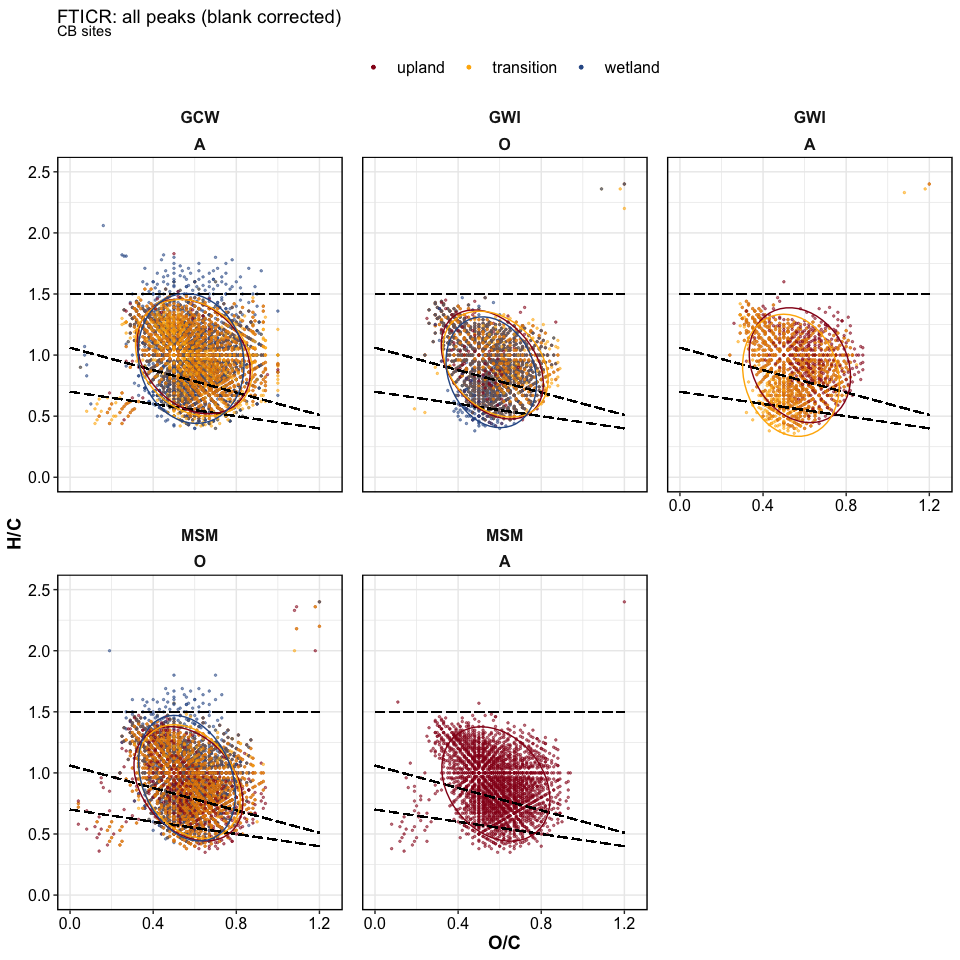 FTICR: all peaks (blank corrected)
CB sites
upland transition wetland
GCW GWI GWI
A O A
2.5
2.0
1.5
1.0
0.5
0.0
0.0 0.4 0.8 1.2
H/C
MSM MSM
O A
2.5
2.0
1.5
1.0
0.5
0.0
0.0 0.4 0.8 1.2 0.0 0.4 0.8 1.2
O/C